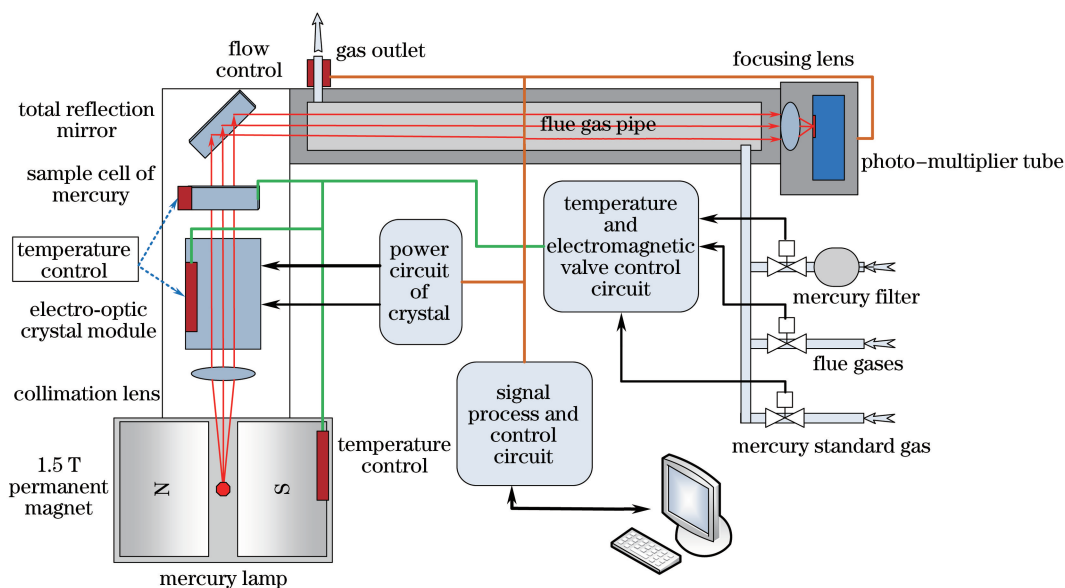 flow
control
gas outlet
focusing lens
total reflection
mirror
flue gas pipe
photo-multiplier tube
sample cell of
mercury
temperature
control
electro-optic
crystal module
power
circuit
of
crystal
temperature
and
electromagnetic
valve control
circuit
mercury filter
flue gases
mercury standard gas
collimation lens
signal
process and
control
circuit
1.5 T
permanent
magnet
N
S
temperature
control
mercury lamp